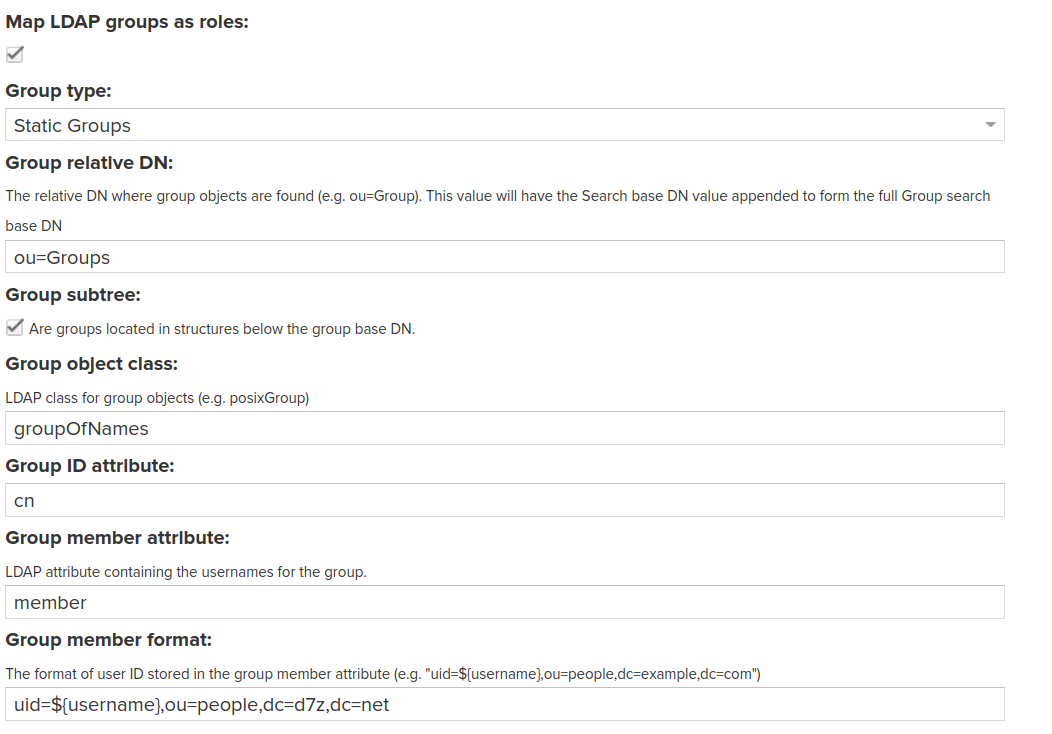 Map LDAP groups as roles:
Group type:
Static Groups
Group relative DN:
The relative DN where group objects are found (e.g. ou=Group). This value will have the Search base DN value appended to form the full Group search
base DN
ou=Groups
Group subtree:
Are groups located in structures below the group base DN.
Group object class:
LDAP class for group objects (e.g. posixGroup)
groupOfNames
Group ID attribute:
cn
Group member attribute:
LDAP attribute containing the usernames for the group.
member
Group member format:
The format of user ID stored in the group member attribute (e.g. "uid=${username},ou=people,dc=example,dc=com")
uid=${username},ou=people,dc=d7z,dc=net